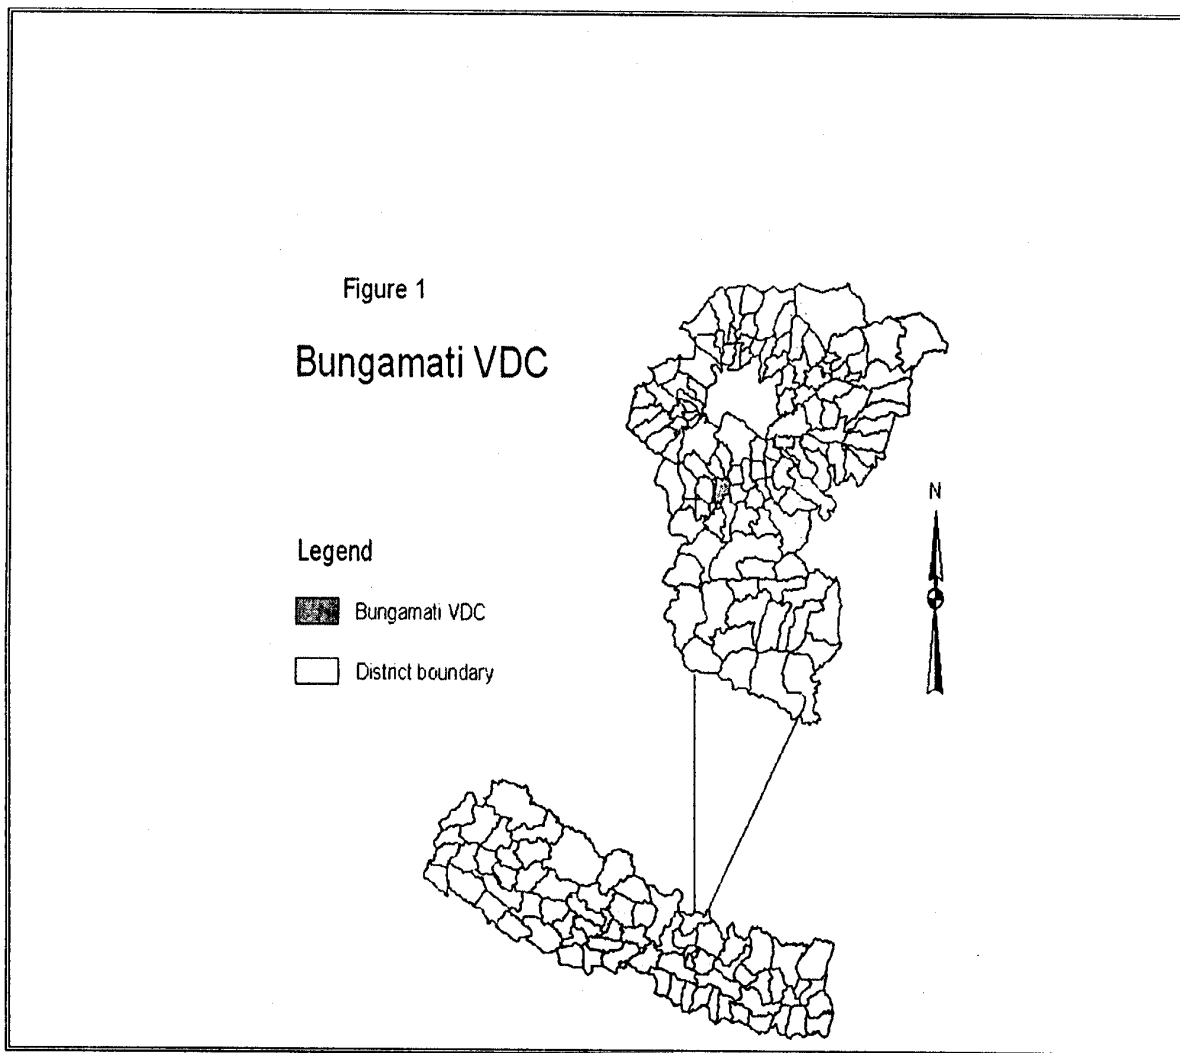 Figure 1
Bungamati VDC
N
Legend
Bungamati VDC
District boundary